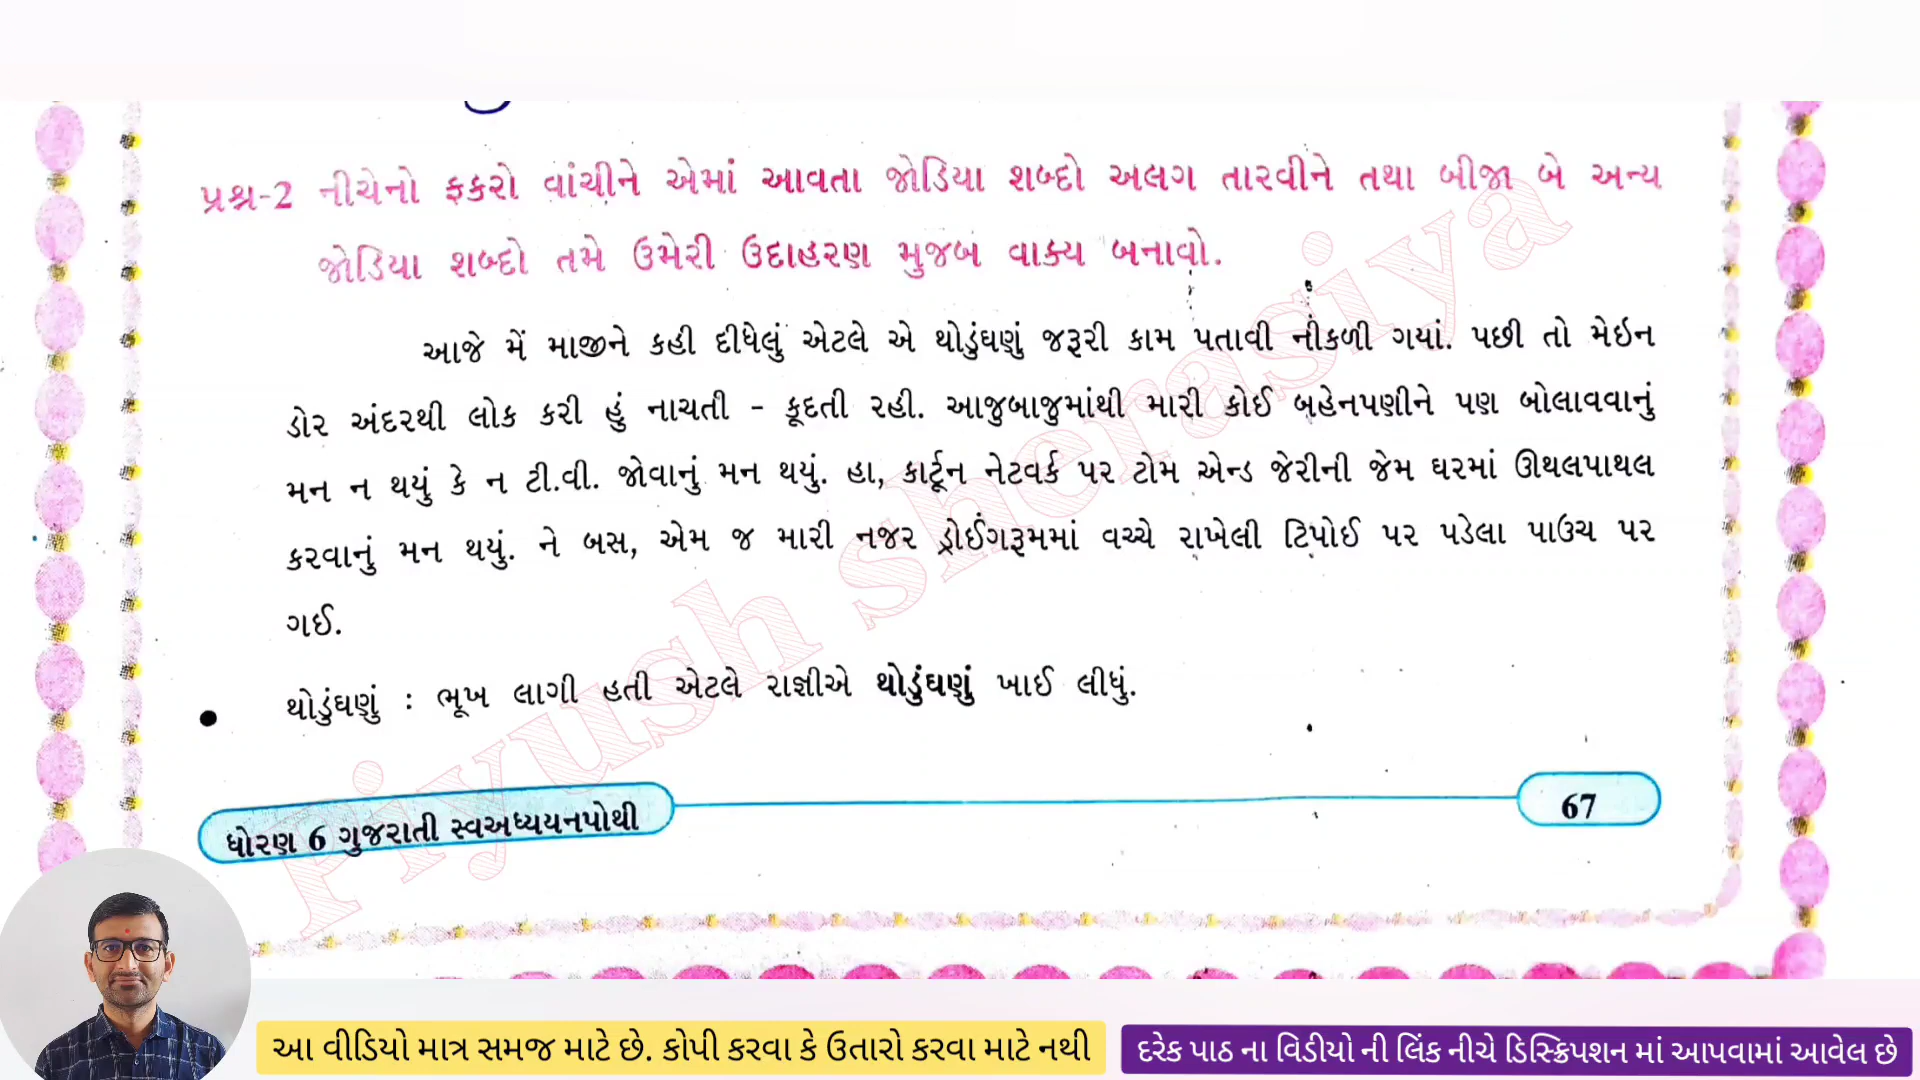 પ્રશ્ન-2 નીચેનો ફકરો વાંચીને એમાં આવતા જોડિયા શબ્દો અલગ તારવીને તથા બીજા બે અન્ય
જોડિયા શબ્દો તમે ઉમેરી ઉદાહરણ મુજબ વાક્ય બનાવો.
આજે મેં માજીને કહી દીધેલું એટલે એ થોડુંઘણું જરૂરી કામ પતાવી નીકળી ગયાં. પછી તો મેઇન
ડોર અંદરથી લોક કરી હું નાચતી - કૂદતી રહી. આજુબાજુમાંથી મારી કોઈ બહેનપણીને પણ બોલાવવાનું
મન ન થયું કે ન ટી.વી. જોવાનું મન થયું. હા, કાર્ટૂન નેટવર્ક પર ટોમ એન્ડ જેરીની જેમ ઘરમાં ઊથલપાથલ
કરવાનું મન થયું. ને બસ, એમ જ મારી નજર ડ્રોઈંગરૂમમાં વચ્ચે રાખેલી ટિપોઈ પર પડેલા પાઉચ પર
ગઈ.
• થોડુંઘણું : ભૂખ લાગી હતી એટલે રાજ્ઞીએ થોડુંઘણું ખાઈ લીધું.
ધોરણ 6 ગુજરાતી સ્વઅધ્યયનપોથી
67
Piyush sherasiya
આ વીડિયો માત્ર સમજ માટે છે. કોપી કરવા કે ઉતારો કરવા માટે નથી
દરેક પાઠ ના વિડીયો ની લિંક નીચે ડિસ્ક્રિપશન માં આપવામાં આવેલ છે